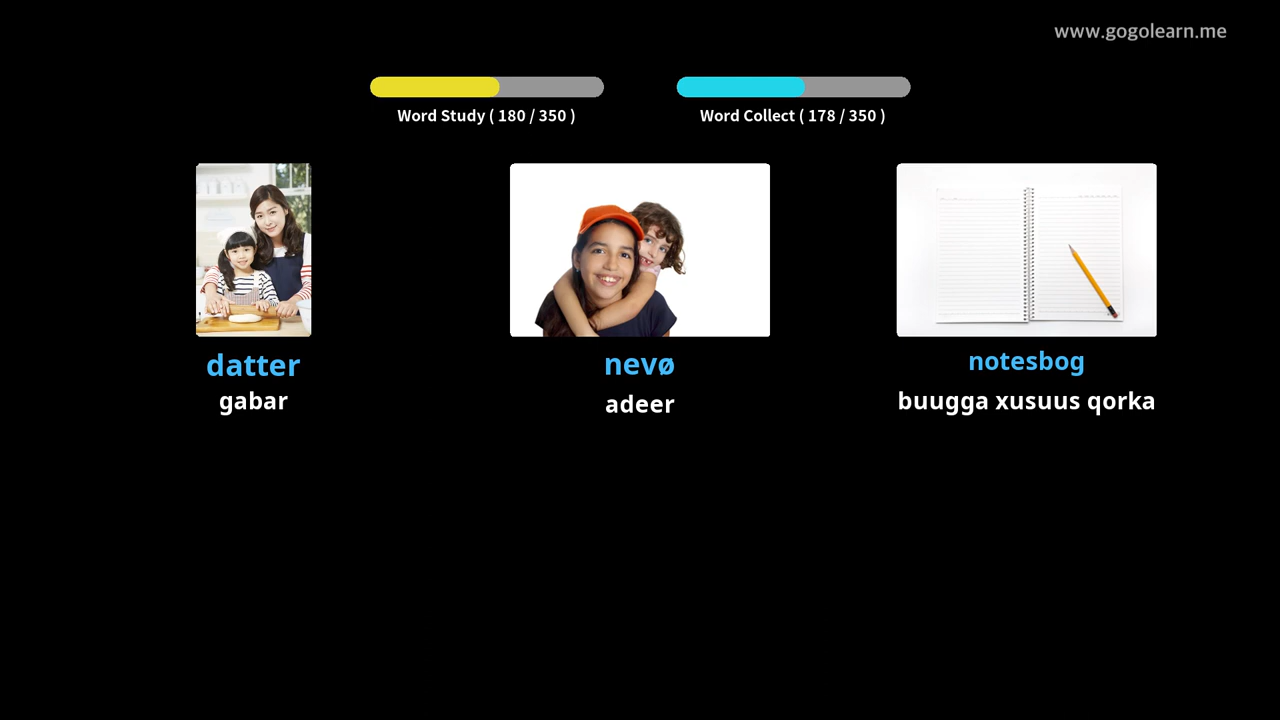 www.gogolearn.me
Word Study ( 180 / 350 )
Word Collect ( 178 / 350 )
datter
gabar
nevø
adeer
notesbog
buugga xusuus qorka